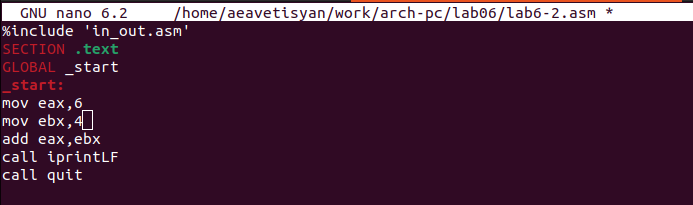 GNU nano 6.2 /home/aeavetisyan/work/arch-pc/lab06/lab6-2.asm *
%include 'in_out.asm'
SECTION .text
GLOBAL _start
_start:
mov eax,6
mov ebx,4
add eax,ebx
call iprintLF
call quit